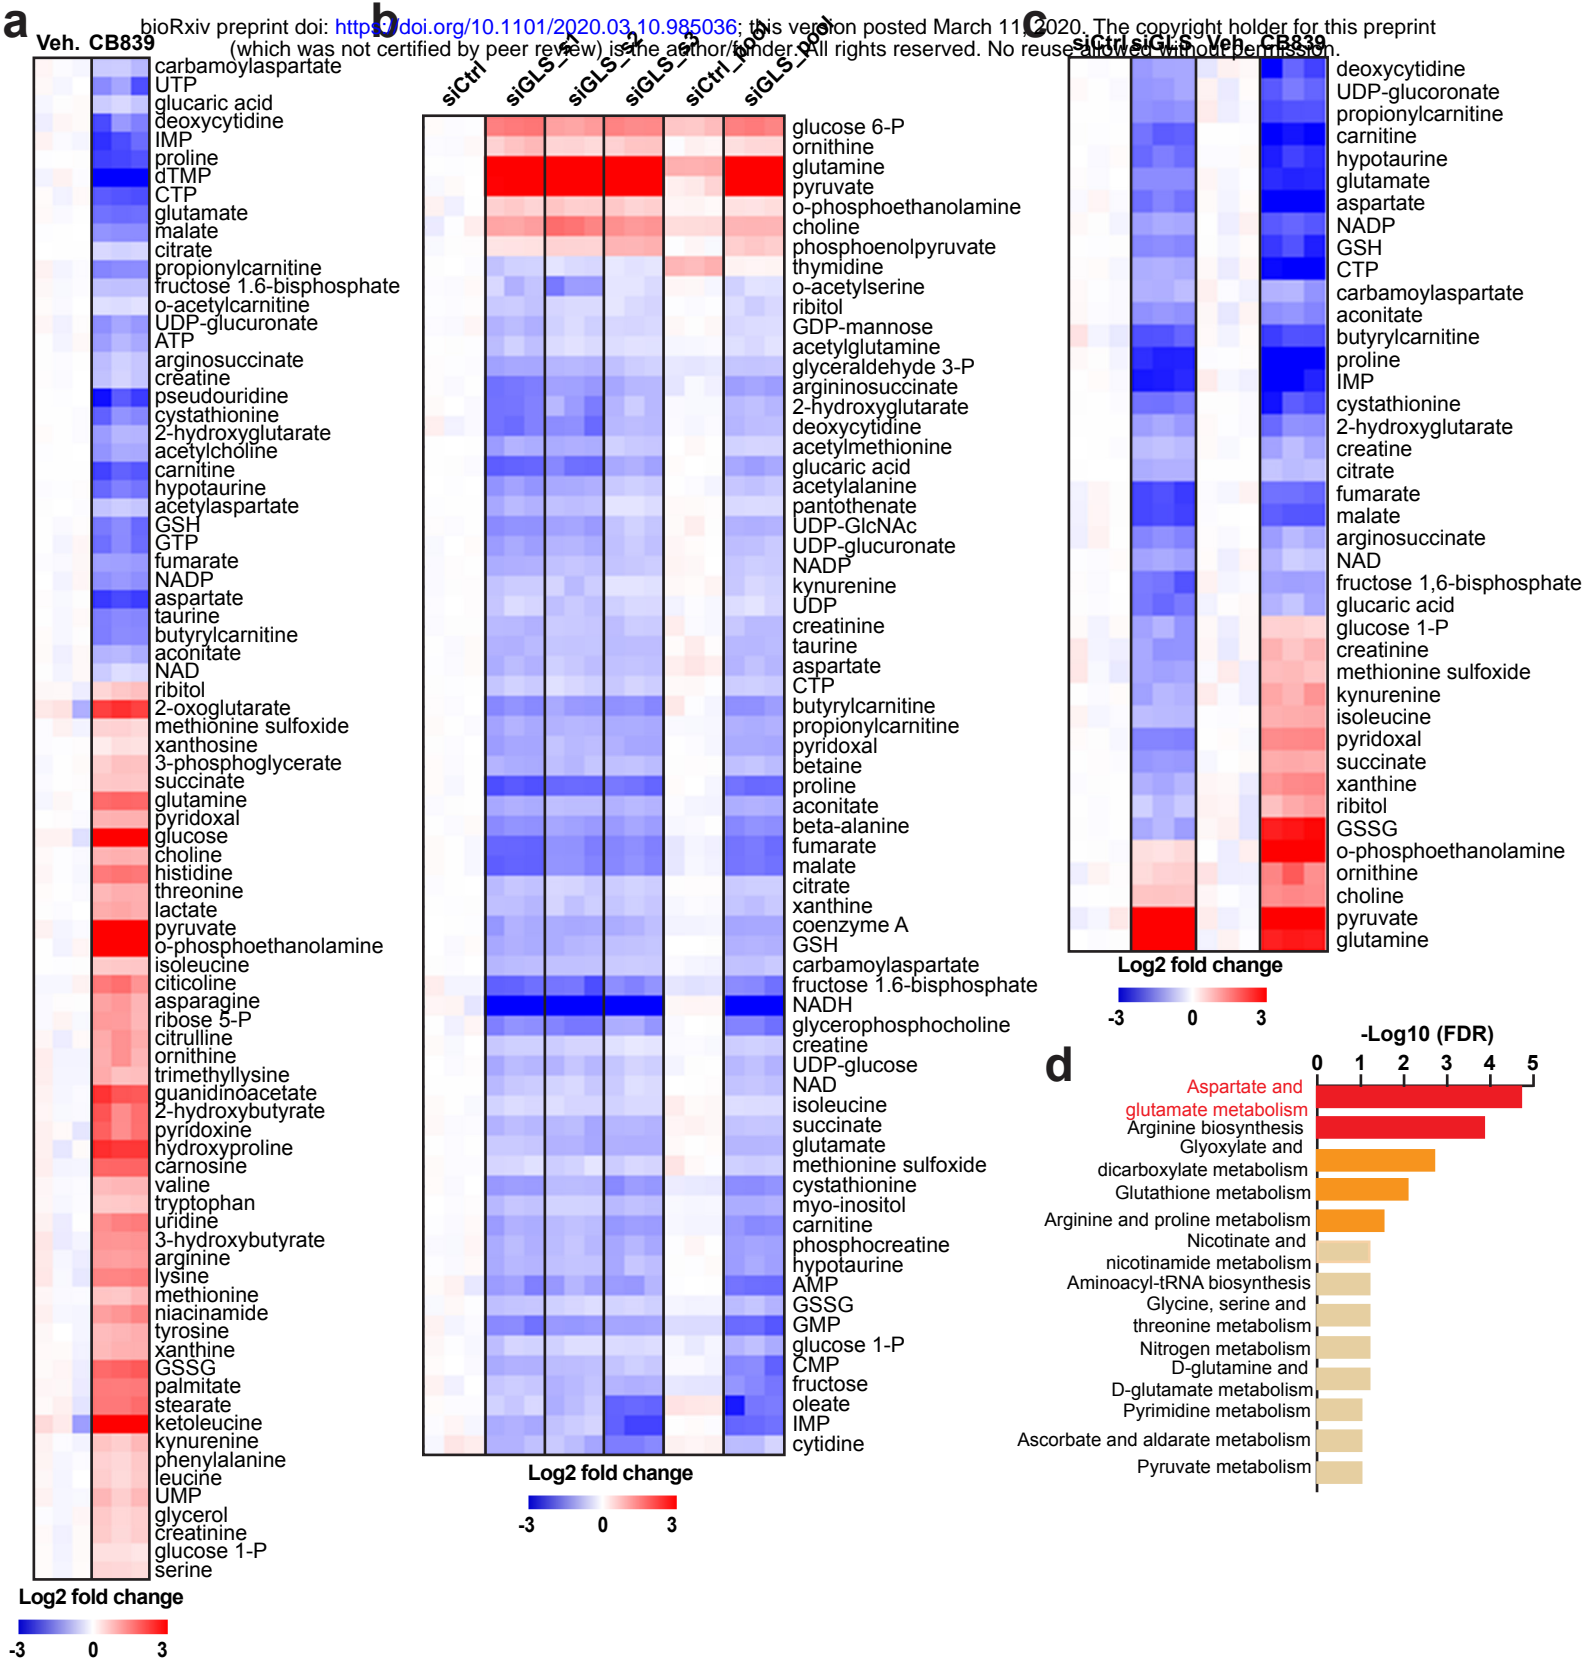 bioRxiv preprint doi: https://doi.org/10.1101/2020.03.10.985036; this version posted March 11, 2020. The copyright holder for this preprint
(which was not certified by peer review) is the author/funder. All rights reserved. No reuse allowed without permission.
a
Veh. CB839
carbamoylaspartate
UTP
glucaric acid
deoxycytidine
IMP
proline
dTMP
CTP
glutamate
malate
citrate
propionylcarnitine
fructose 1.6-bisphosphate
o-acetylcarnitine
UDP-glucuronate
ATP
arginosuccinate
creatine
pseudouridine
cystathionine
2-hydroxyglutarate
acetylcholine
carnitine
hypotaurine
acetylaspartate
GSH
GTP
fumarate
NADP
aspartate
taurine
butyrylcarnitine
aconitate
NAD
ribitol
2-oxoglutarate
methionine sulfoxide
xanthosine
3-phosphoglycerate
succinate
glutamine
pyridoxal
glucose
choline
histidine
threonine
lactate
pyruvate
o-phosphoethanolamine
isoleucine
citicoline
asparagine
ribose 5-P
citrulline
ornithine
trimethyllysine
guanidinoacetate
2-hydroxybutyrate
pyridoxine
hydroxyproline
carnosine
valine
tryptophan
uridine
3-hydroxybutyrate
arginine
lysine
methionine
niacinamide
tyrosine
xanthine
GSSG
palmitate
stearate
ketoleucine
kynurenine
phenylalanine
leucine
UMP
glycerol
creatinine
glucose 1-P
serine
Log2 fold change
-3 0 3
b
siCtrl siGLS_s1 siGLS_s2 siGLS_s3 siCtrl_pool siGLS_pool
glucose 6-P
ornithine
glutamine
pyruvate
o-phosphoethanolamine
choline
phosphoenolpyruvate
thymidine
o-acetylserine
ribitol
GDP-mannose
acetylglutamine
glyceraldehyde 3-P
argininosuccinate
2-hydroxyglutarate
deoxycytidine
acetylmethionine
glucaric acid
acetylalanine
pantothenate
UDP-GlcNAc
UDP-glucuronate
NADP
kynurenine
UDP
creatinine
taurine
aspartate
CTP
butyrylcarnitine
propionylcarnitine
pyridoxal
betaine
proline
aconitate
beta-alanine
fumarate
malate
citrate
xanthine
coenzyme A
GSH
carbamoylaspartate
fructose 1.6-bisphosphate
NADH
glycerophosphocholine
creatine
UDP-glucose
NAD
isoleucine
succinate
glutamate
methionine sulfoxide
cystathionine
myo-inositol
carnitine
phosphocreatine
hypotaurine
AMP
GSSG
GMP
glucose 1-P
CMP
fructose
oleate
IMP
cytidine
Log2 fold change
-3 0 3
c
siCtrl siGLS Veh. CB839
deoxycytidine
UDP-glucoronate
propionylcarnitine
carnitine
hypotaurine
glutamate
aspartate
NADP
GSH
CTP
carbamoylaspartate
aconitate
butyrylcarnitine
proline
IMP
cystathionine
2-hydroxyglutarate
creatine
citrate
fumarate
malate
arginosuccinate
NAD
fructose 1,6-bisphosphate
glucaric acid
glucose 1-P
creatinine
methionine sulfoxide
kynurenine
isoleucine
pyridoxal
succinate
xanthine
ribitol
GSSG
o-phosphoethanolamine
ornithine
choline
pyruvate
glutamine
Log2 fold change
-3 0 3
d
-Log10 (FDR)
0 1 2 3 4 5
Aspartate and
glutamate metabolism
Arginine biosynthesis
Glyoxylate and
dicarboxylate metabolism
Glutathione metabolism
Arginine and proline metabolism
Nicotinate and
nicotinamide metabolism
Aminoacyl-tRNA biosynthesis
Glycine, serine and
threonine metabolism
Nitrogen metabolism
D-glutamine and
D-glutamate metabolism
Pyrimidine metabolism
Ascorbate and aldarate metabolism
Pyruvate metabolism